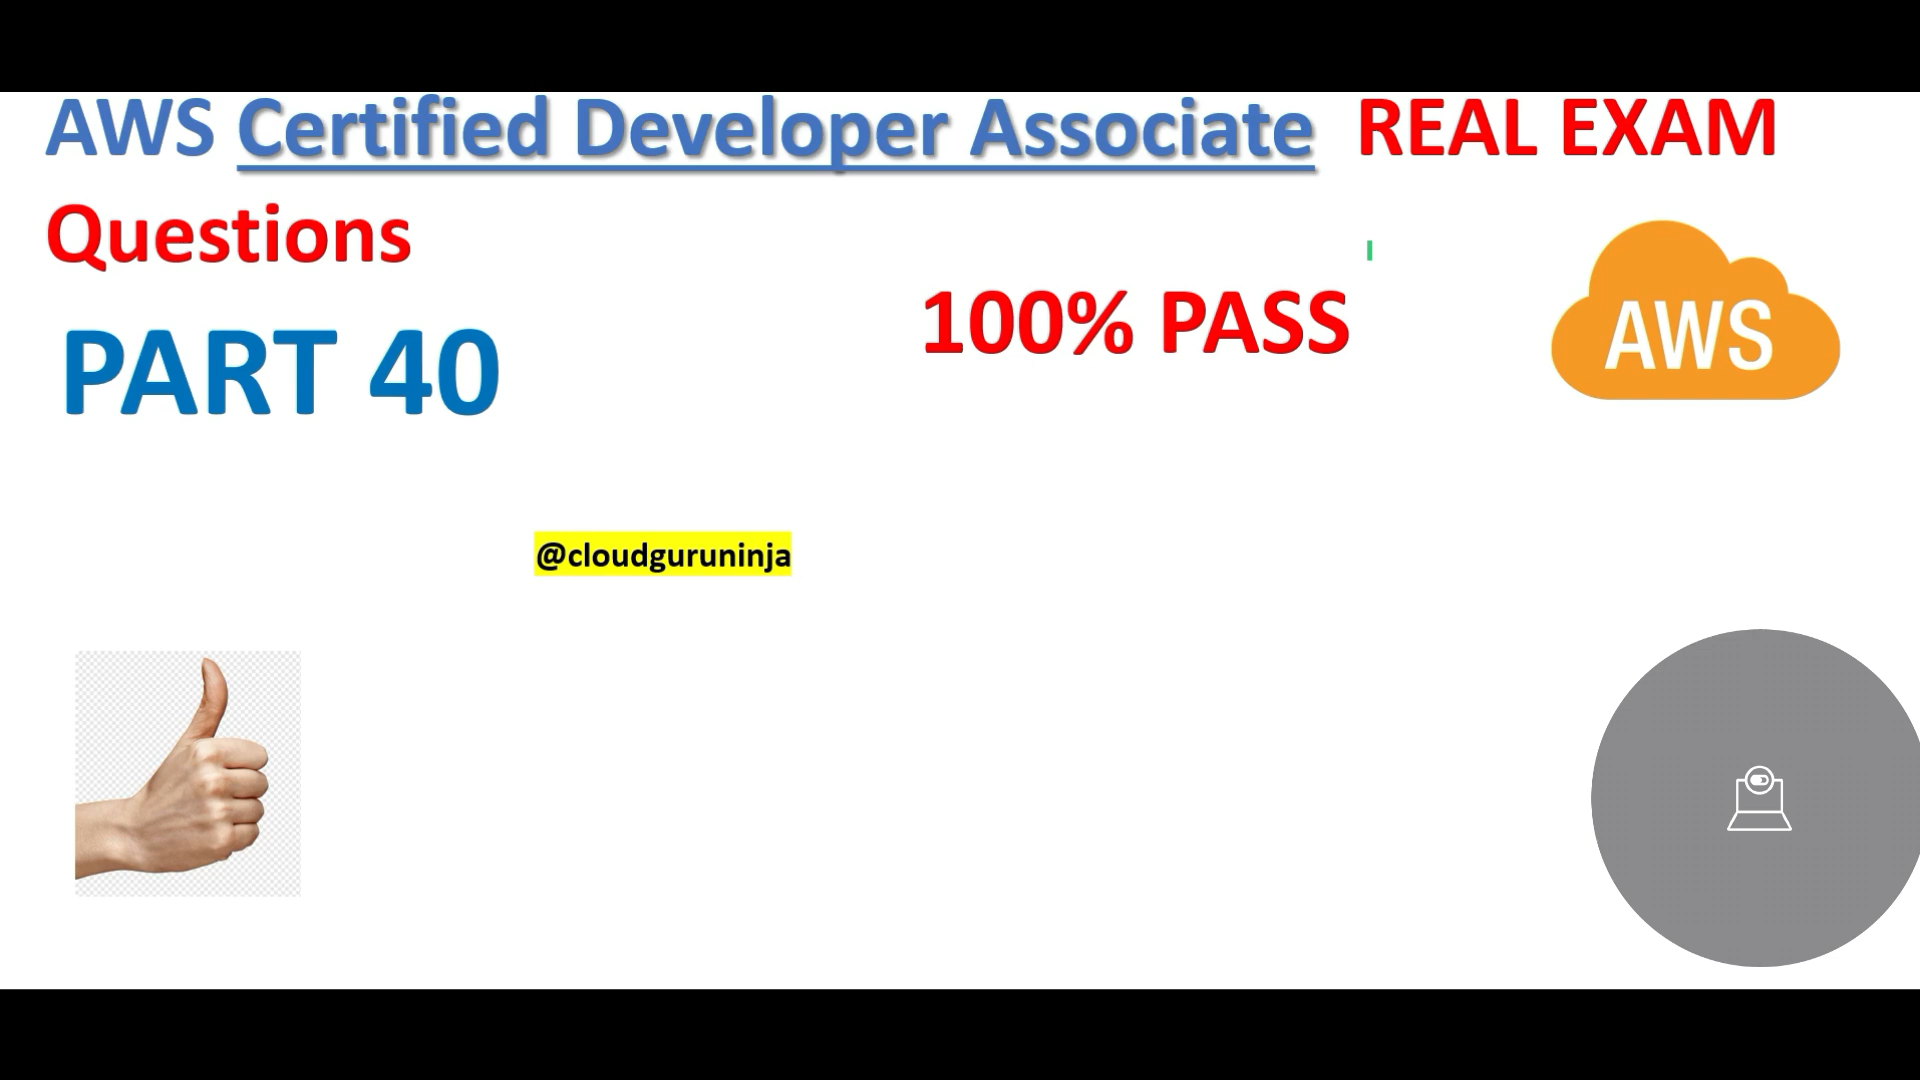 AWS Certified Developer Associate REAL EXAM
Questions
100% PASS
PART 40
AWS
@cloudguruninja